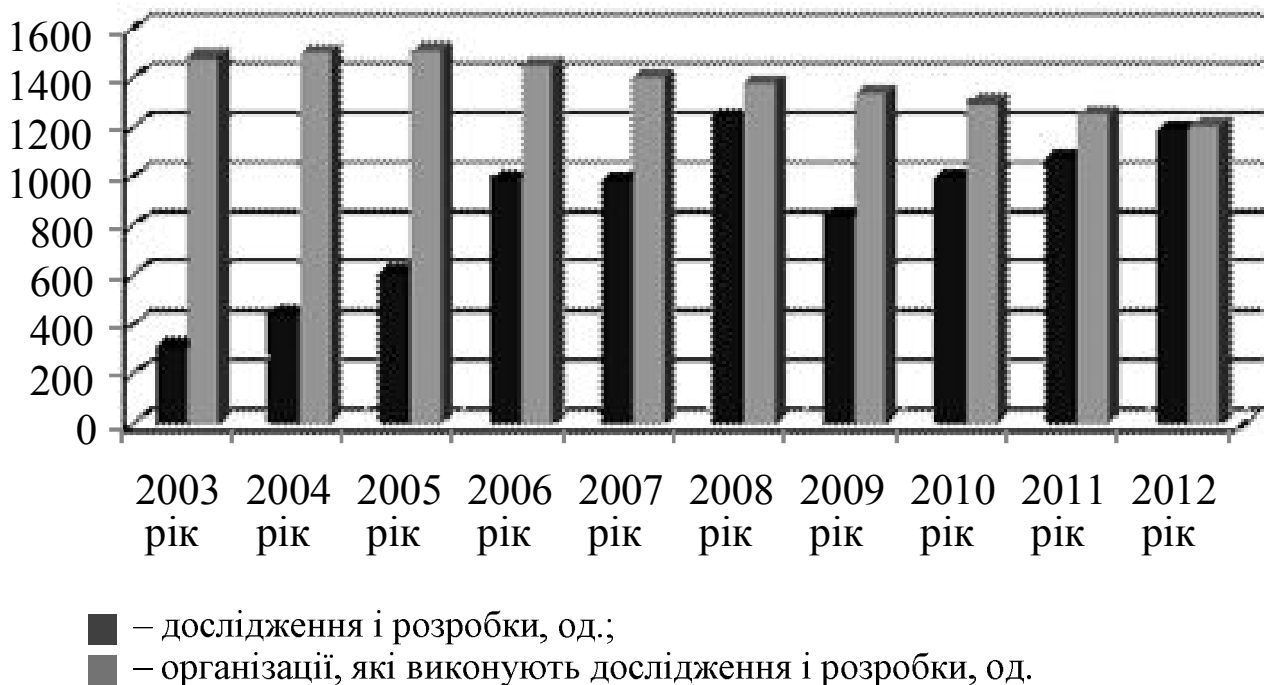 1600
1400
1200
1000
800
600
400
200
0
2003 2004 2005 2006 2007 2008 2009 2010 2011 2012
рік рік рік рік рік рік рік рік рік рік
– дослідження і розробки, од.;
– організації, які виконують дослідження і розробки, од.